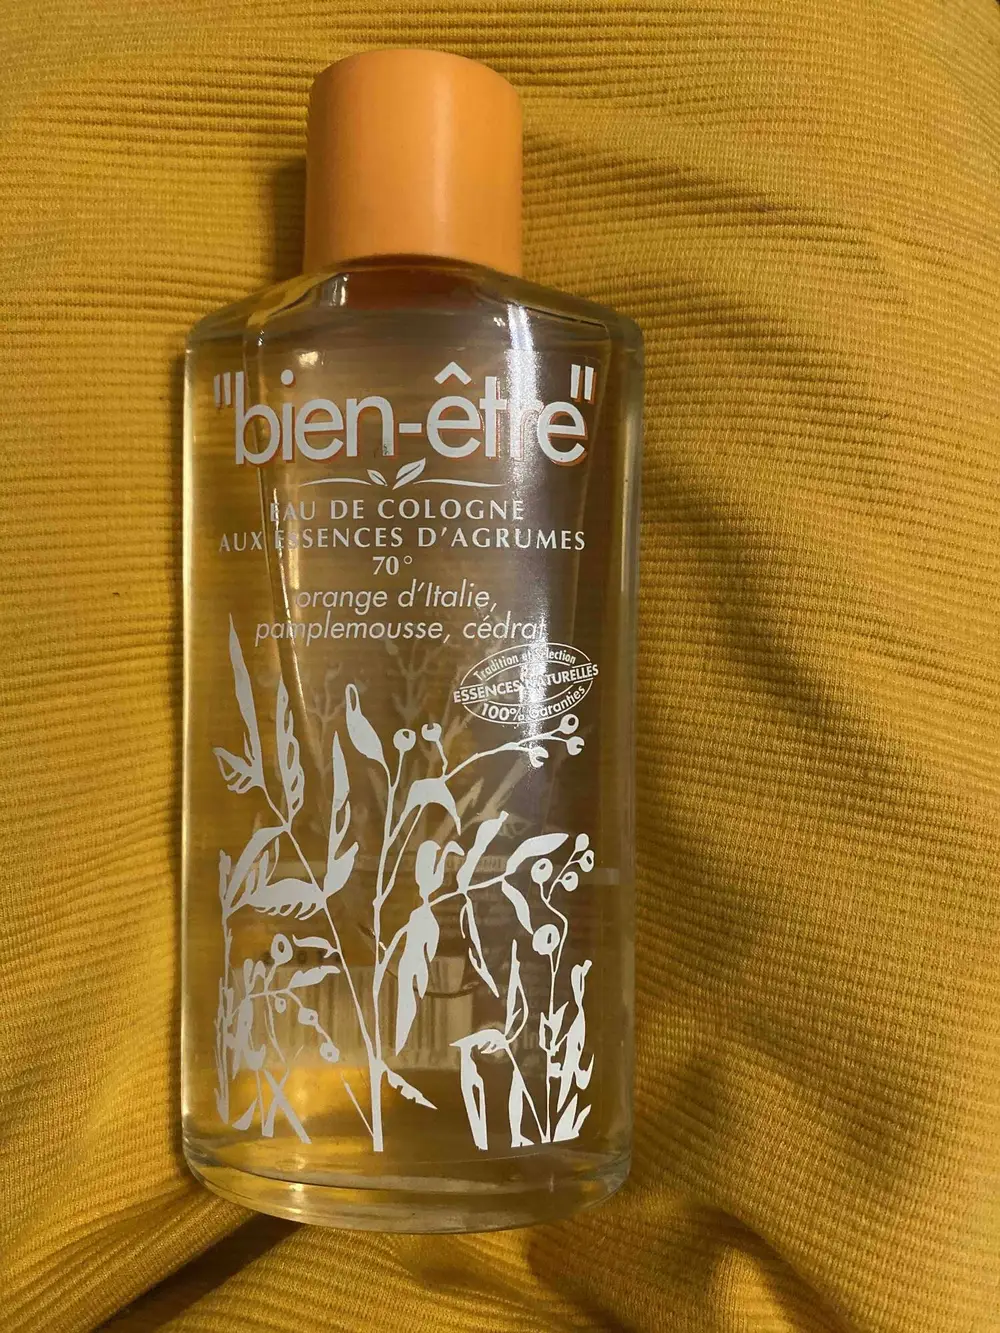 "bien-être"
EAU DE COLOGNE
AUX ESSENCES D'AGRUMES
70°
orange d'Italie,
pamplemousse, cédrat
Tradition et Sélection
ESSENCES NATURELLES
100% Garanties